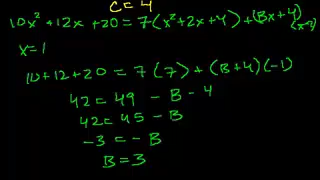 C = 4
10x² + 12x + 20 = 7(x² + 2x + 4) + (Bx + 4)(x-2)
x = 1
10 + 12 + 20 = 7(7) + (B + 4)(-1)
42 = 49 - B - 4
42 = 45 - B
-3 = - B
B = 3